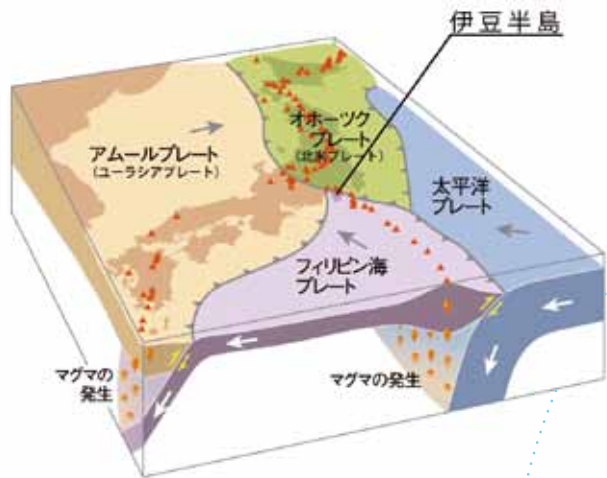 伊豆半島
オホーツク
プレート
(北米プレート)
アムールプレート
(ユーラシアプレート)
太平洋
プレート
フィリピン海
プレート
マグマの
発生
マグマの発生